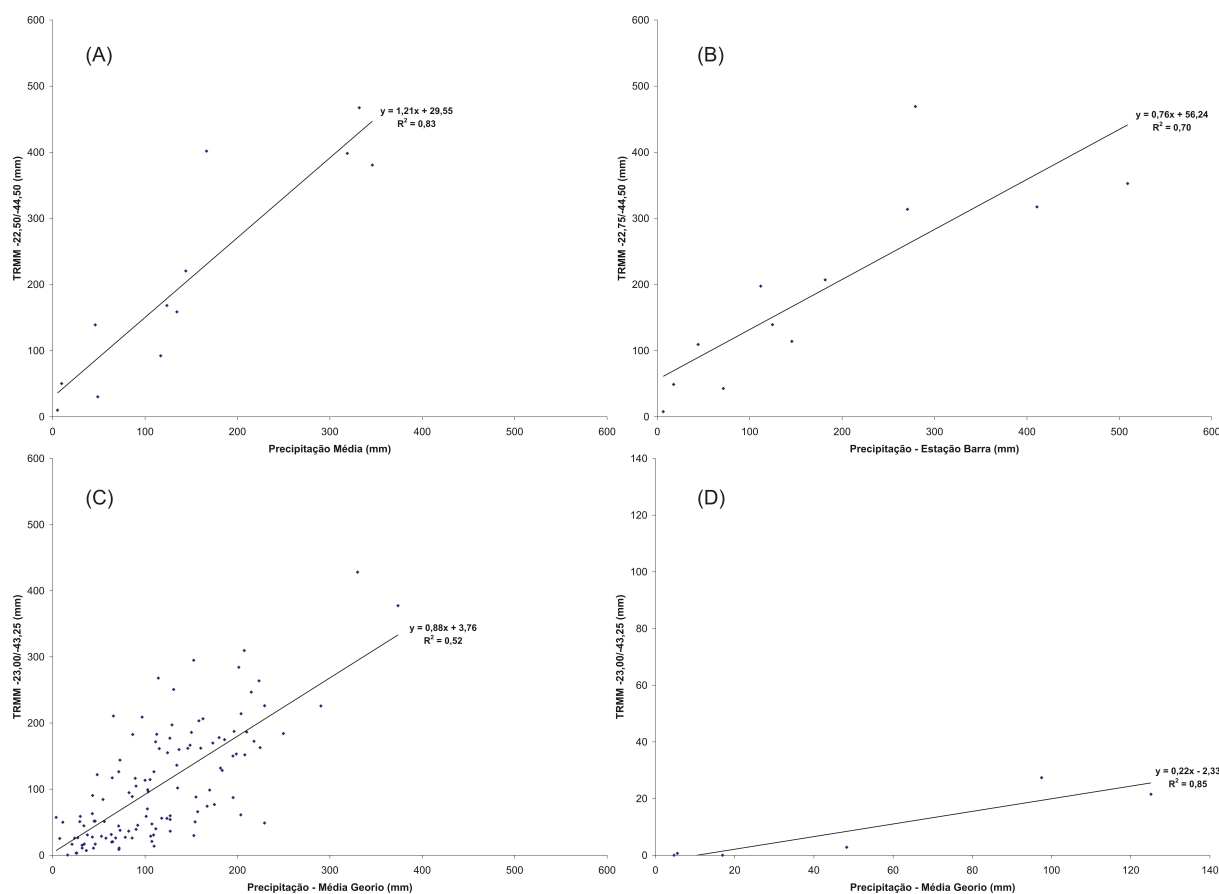 (A)
600
500
400
300
200
100
0
TRMM -22,50/-44,50 (mm)
y = 1,21x + 29,55
R² = 0,83
0 100 200 300 400 500 600
Precipitação Média (mm)
(B)
600
500
400
300
200
100
0
TRMM -22,75/-44,50 (mm)
y = 0,76x + 56,24
R² = 0,70
0 100 200 300 400 500 600
Precipitação - Estação Barra (mm)
(C)
600
500
400
300
200
100
0
TRMM -23,00/-43,25 (mm)
y = 0,88x + 3,76
R² = 0,52
0 100 200 300 400 500 600
Precipitação - Média Georio (mm)
(D)
140
120
100
80
60
40
20
0
TRMM -23,00/-43,25 (mm)
y = 0,22x - 2,33
R² = 0,85
0 20 40 60 80 100 120 140
Precipitação - Média Georio (mm)